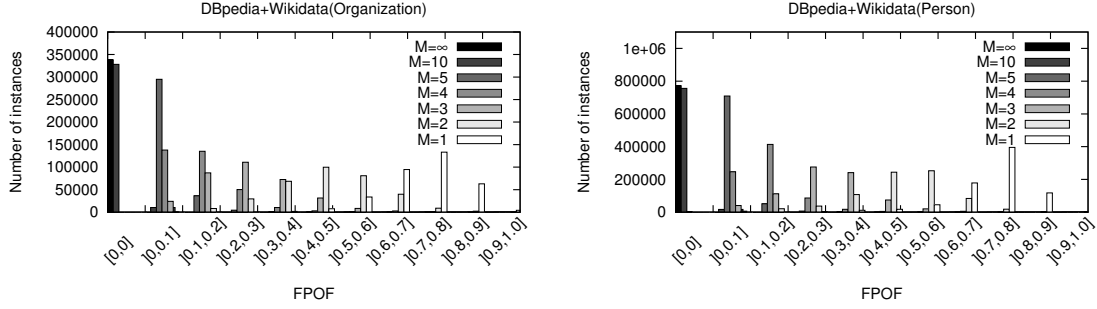 DBpedia+Wikidata(Organization)
Number of instances
400000
350000
300000
250000
200000
150000
100000
50000
0
M=∞
M=10
M=5
M=4
M=3
M=2
M=1
[0,0]
]0,0.1]
]0.1,0.2]
]0.2,0.3]
]0.3,0.4]
]0.4,0.5]
]0.5,0.6]
]0.6,0.7]
]0.7,0.8]
]0.8,0.9]
]0.9,1.0]
FPOF
DBpedia+Wikidata(Person)
Number of instances
1e+06
800000
600000
400000
200000
0
M=∞
M=10
M=5
M=4
M=3
M=2
M=1
[0,0]
]0,0.1]
]0.1,0.2]
]0.2,0.3]
]0.3,0.4]
]0.4,0.5]
]0.5,0.6]
]0.6,0.7]
]0.7,0.8]
]0.8,0.9]
]0.9,1.0]
FPOF